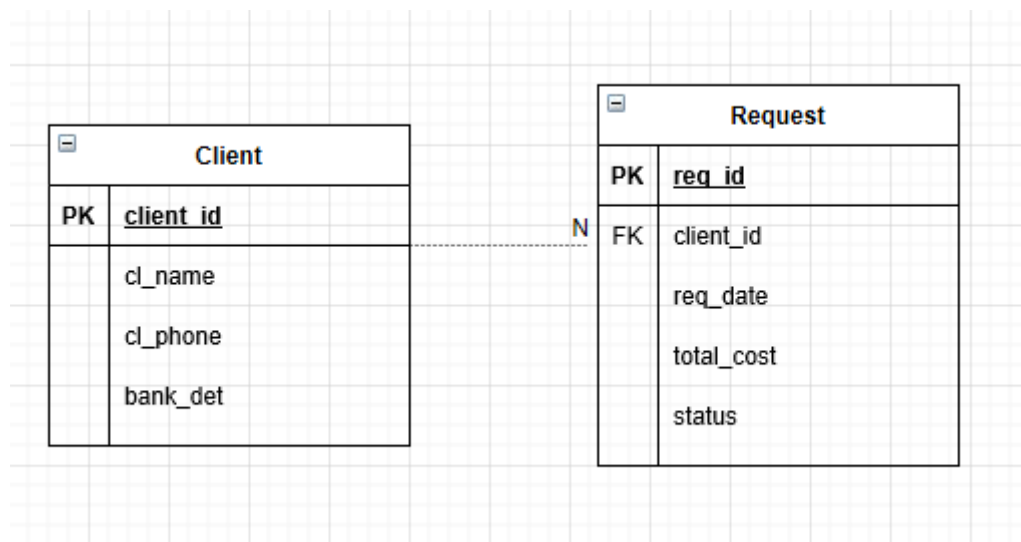 Client
PK client_id
cl_name
cl_phone
bank_det
N
Request
PK req_id
FK client_id
req_date
total_cost
status